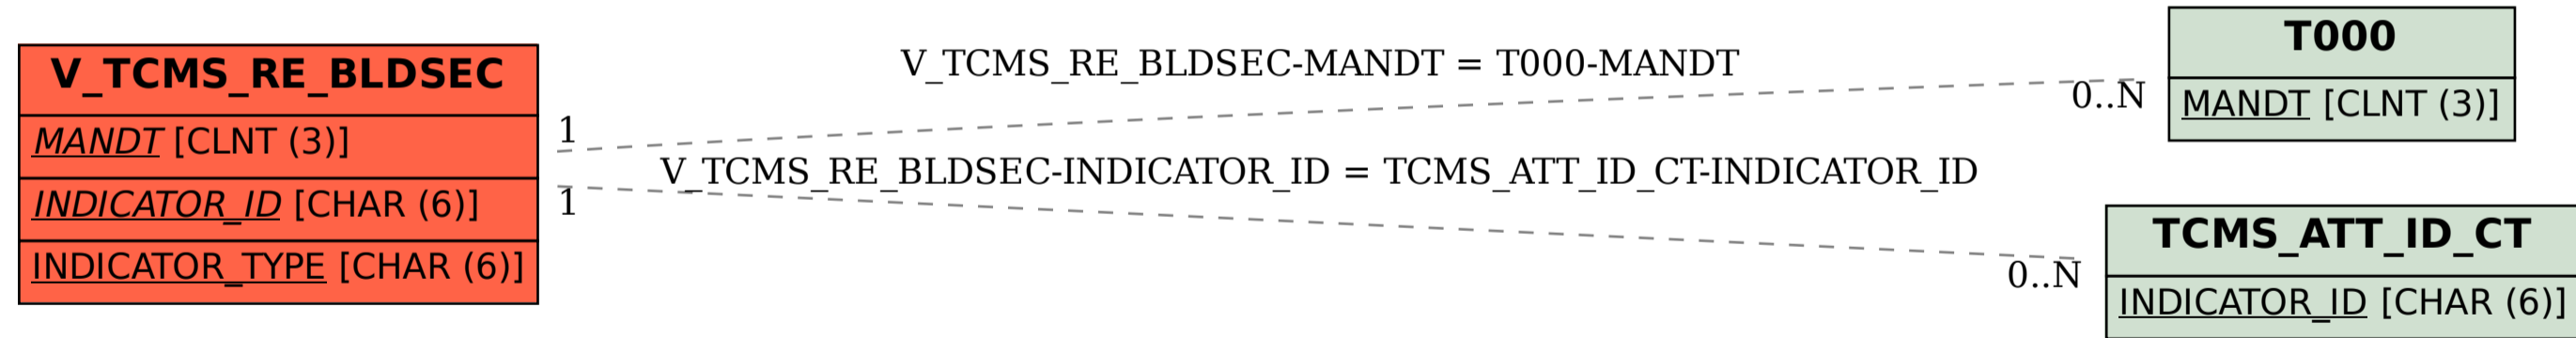 V_TCMS_RE_BLDSEC
MANDT [CLNT (3)]
INDICATOR_ID [CHAR (6)]
INDICATOR_TYPE [CHAR (6)]
V_TCMS_RE_BLDSEC-MANDT = T000-MANDT
1
0..N
V_TCMS_RE_BLDSEC-INDICATOR_ID = TCMS_ATT_ID_CT-INDICATOR_ID
1
0..N
T000
MANDT [CLNT (3)]
TCMS_ATT_ID_CT
INDICATOR_ID [CHAR (6)]